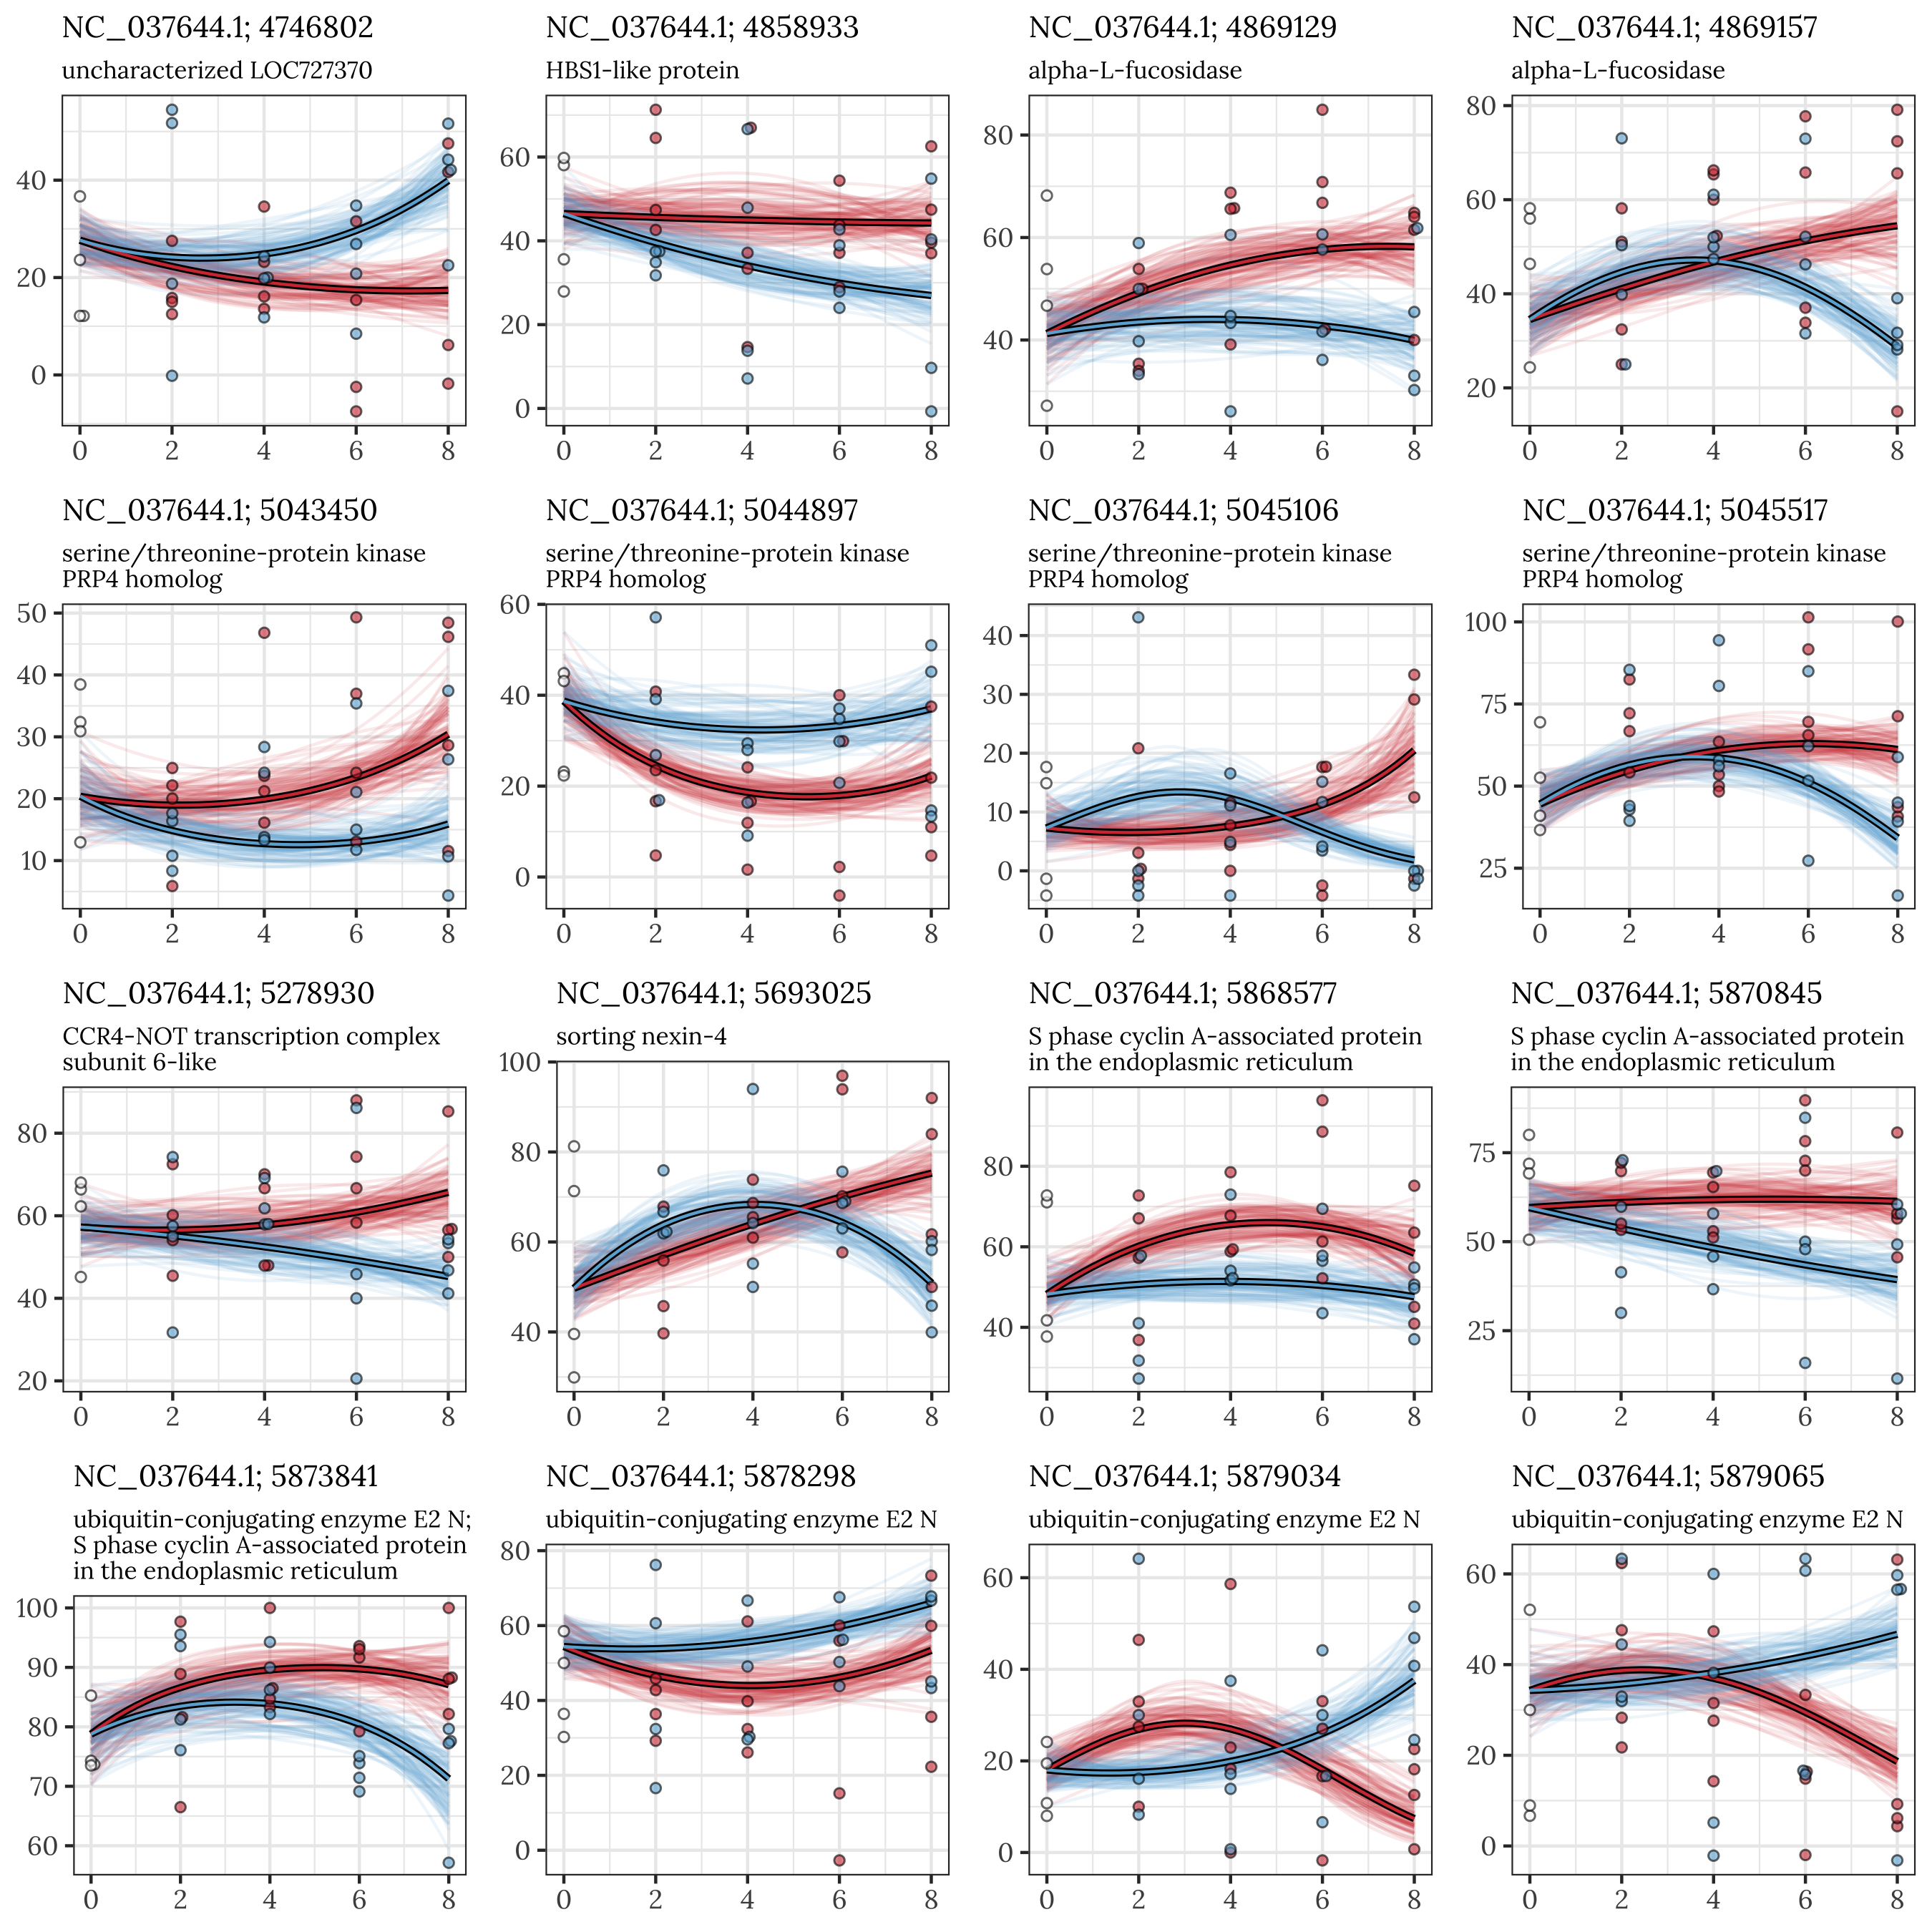 NC_037644.1; 4746802
uncharacterized LOC727370
40
20
0
0 2 4 6 8
NC_037644.1; 4858933
HBS1-like protein
60
40
20
0
0 2 4 6 8
NC_037644.1; 4869129
alpha-L-fucosidase
80
60
40
0 2 4 6 8
NC_037644.1; 4869157
alpha-L-fucosidase
80
60
40
20
0 2 4 6 8
NC_037644.1; 5043450
serine/threonine-protein kinase
PRP4 homolog
50
40
30
20
10
0 2 4 6 8
NC_037644.1; 5044897
serine/threonine-protein kinase
PRP4 homolog
60
40
20
0
0 2 4 6 8
NC_037644.1; 5045106
serine/threonine-protein kinase
PRP4 homolog
40
30
20
10
0
0 2 4 6 8
NC_037644.1; 5045517
serine/threonine-protein kinase
PRP4 homolog
100
75
50
25
0 2 4 6 8
NC_037644.1; 5278930
CCR4-NOT transcription complex
subunit 6-like
80
60
40
20
0 2 4 6 8
NC_037644.1; 5693025
sorting nexin-4
100
80
60
40
0 2 4 6 8
NC_037644.1; 5868577
S phase cyclin A-associated protein
in the endoplasmic reticulum
80
60
40
0 2 4 6 8
NC_037644.1; 5870845
S phase cyclin A-associated protein
in the endoplasmic reticulum
75
50
25
0 2 4 6 8
NC_037644.1; 5873841
ubiquitin-conjugating enzyme E2 N;
S phase cyclin A-associated protein
in the endoplasmic reticulum
100
90
80
70
60
0 2 4 6 8
NC_037644.1; 5878298
ubiquitin-conjugating enzyme E2 N
80
60
40
20
0
0 2 4 6 8
NC_037644.1; 5879034
ubiquitin-conjugating enzyme E2 N
60
40
20
0
0 2 4 6 8
NC_037644.1; 5879065
ubiquitin-conjugating enzyme E2 N
60
40
20
0
0 2 4 6 8